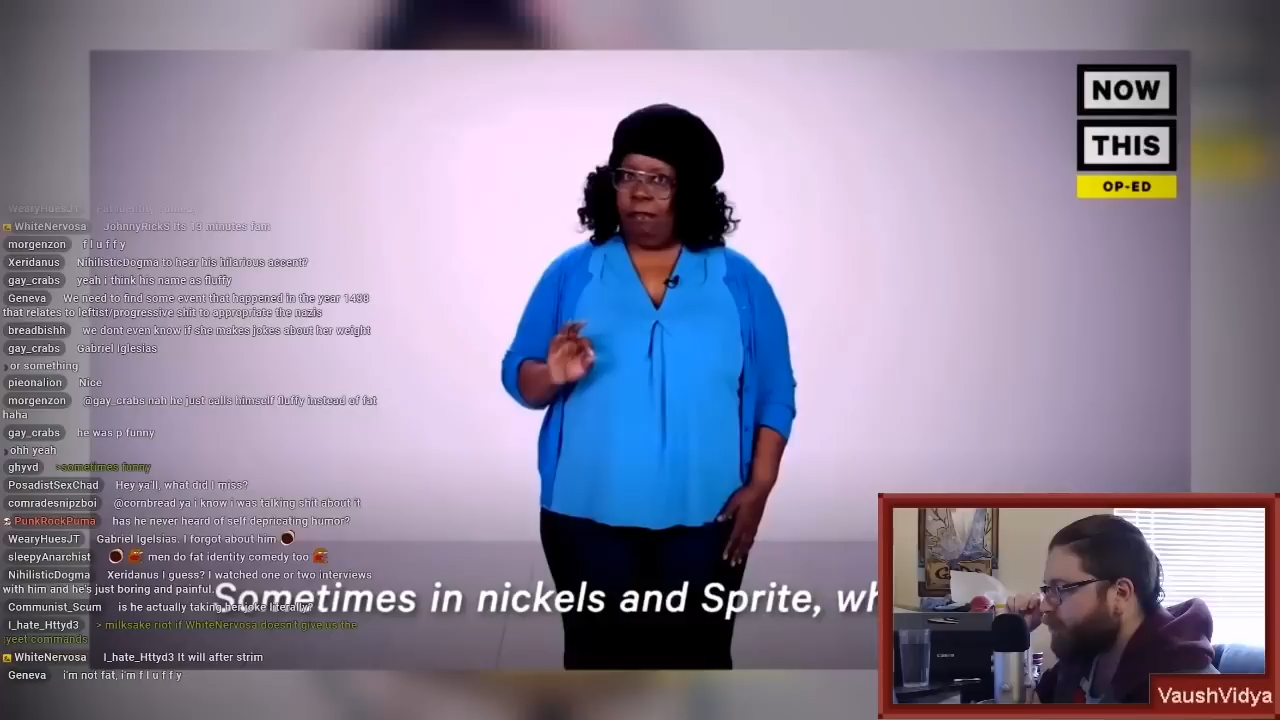 NOW
THIS
OP-ED
WearyHuesJT
WhiteNervosa JohnnyRickS its 13 minutes fam
morgenzon f l u f f y
Xeridanus NihilisticDogma to hear his hilarious accent?
gay_crabs yeah i think his name as fluffy
Geneva We need to find some event that happened in the year 1488
that relates to leftist/progressive shit to appropriate the nazis
breadbishh we dont even know if she makes jokes about her weight
gay_crabs Gabriel Iglesias
or something
pieonalion Nice
morgenzon @gay_crabs nah he just calls himself fluffy instead of fat
haha
gay_crabs he was p funny
ohh yeah
ghyvd >sometimes funny
PosadistSexChad Hey ya'll, what did I miss?
comradesnipzboi @cornbread ya i know i was talking shit about it
PunkRockPuma has he never heard of self depricating humor?
WearyHuesJT Gabriel Igelsias. I forgot about him
sleepyAnarchist men do fat identity comedy too
NihilisticDogma Xeridanus I guess? I watched one or two interviews
with him and he's just boring and painful.
Sometimes in nickels and Sprite, wh
Communist_Scum Is he actually taking her joke literally?
I_hate_Httyd3 > milksake riot if WhiteNervosa doesn't give us the
yeet commands
WhiteNervosa I_hate_Httyd3 It will after strim
Geneva i'm not fat, i'm f l u f f y
Canon
VaushVidya